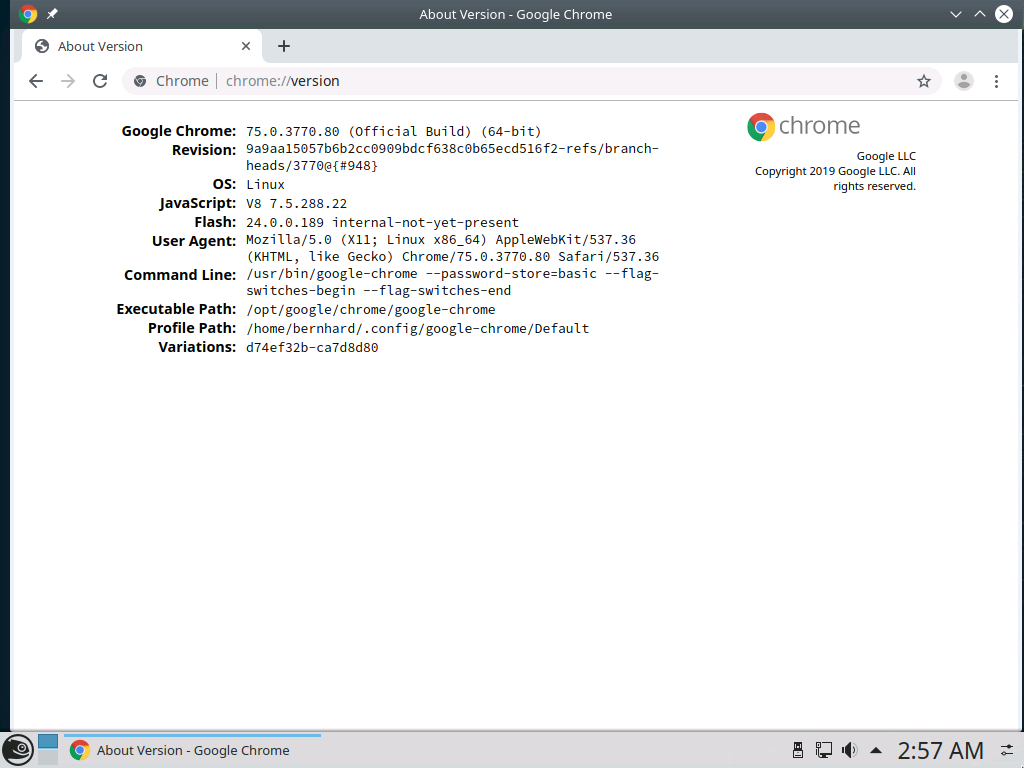 About Version - Google Chrome
About Version
Chrome | chrome://version
chrome
Google LLC
Copyright 2019 Google LLC. All
rights reserved.
Google Chrome: 75.0.3770.80 (Official Build) (64-bit)
Revision: 9a9aa15057b6b2cc0909bdcf638c0b65ecd516f2-refs/branch-
heads/3770@{#948}
OS: Linux
JavaScript: V8 7.5.288.22
Flash: 24.0.0.189 internal-not-yet-present
User Agent: Mozilla/5.0 (X11; Linux x86_64) AppleWebKit/537.36
(KHTML, like Gecko) Chrome/75.0.3770.80 Safari/537.36
Command Line: /usr/bin/google-chrome --password-store=basic --flag-
switches-begin --flag-switches-end
Executable Path: /opt/google/chrome/google-chrome
Profile Path: /home/bernhard/.config/google-chrome/Default
Variations: d74ef32b-ca7d8d80
About Version - Google Chrome
2:57 AM